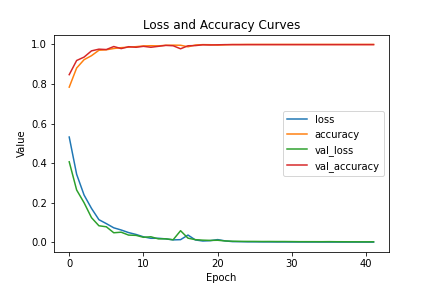 Loss and Accuracy Curves
1.0
0.8
0.6
0.4
0.2
0.0
Value
loss
accuracy
val_loss
val_accuracy
0 10 20 30 40
Epoch